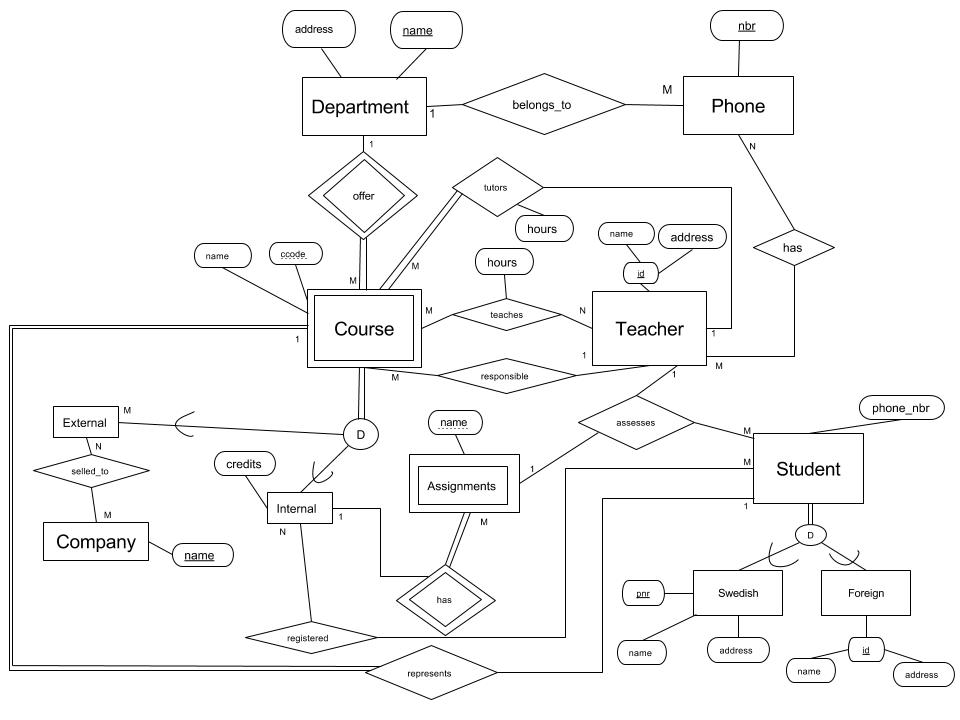 address
name
nbr
Department
1
belongs_to
M
Phone
1
N
offer
tutors
hours
name
address
has
name
ccode
M
M
hours
id
Course
M
teaches
N
Teacher
1
1
1
M
M
responsible
1
External
M
D
name
assesses
M
phone_nbr
N
selled_to
credits
M
Student
1
Assignments
M
1
Internal
1
M
N
Company
name
D
has
pnr
Swedish
Foreign
registered
name
address
id
represents
name
address